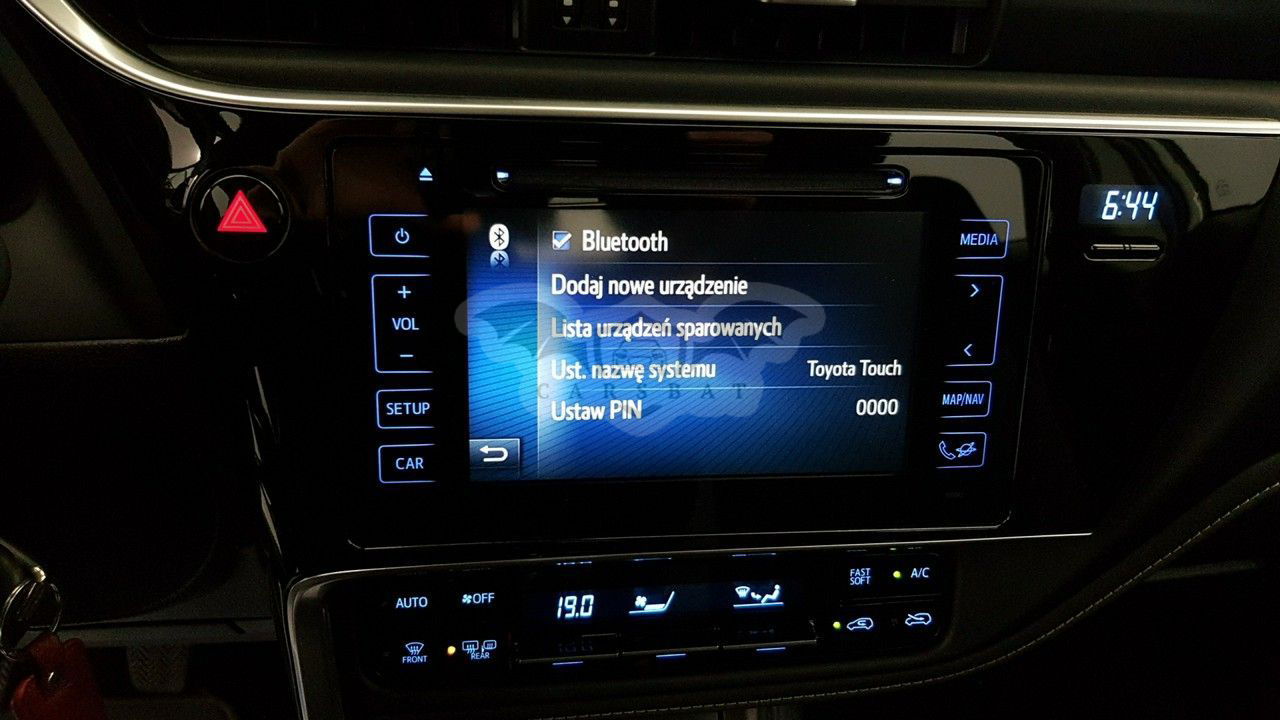 6:44
MEDIA
VOL
SETUP
CAR
MAP/NAV
Bluetooth
Dodaj nowe urządzenie
Lista urządzeń sparowanych
Ust. nazwę systemu Toyota Touch
Ustaw PIN 0000
CARSBAT
AUTO
OFF
19.0
FAST
SOFT
A/C
FRONT
REAR